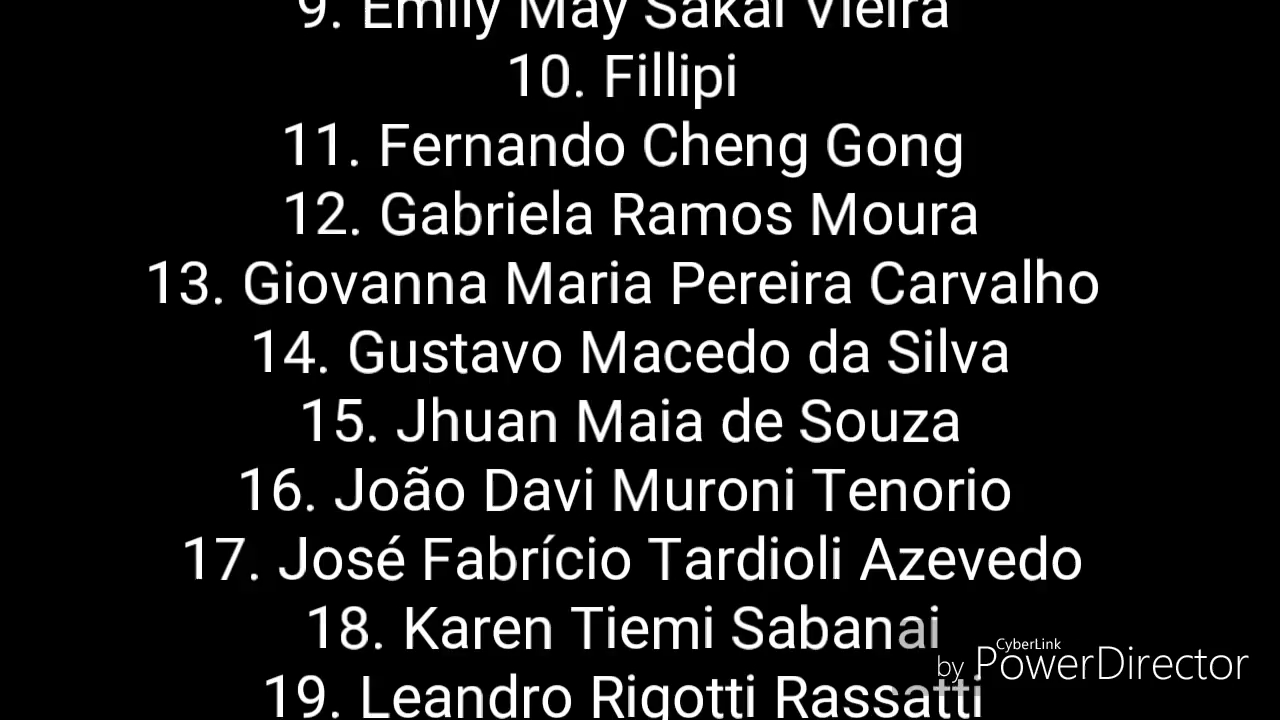 9. Emily May Sakai Vieira
10. Fillipi
11. Fernando Cheng Gong
12. Gabriela Ramos Moura
13. Giovanna Maria Pereira Carvalho
14. Gustavo Macedo da Silva
15. Jhuan Maia de Souza
16. João Davi Muroni Tenorio
17. José Fabrício Tardioli Azevedo
18. Karen Tiemi Sabanai
19. Leandro Rigotti Rassatti
CyberLink
by PowerDirector